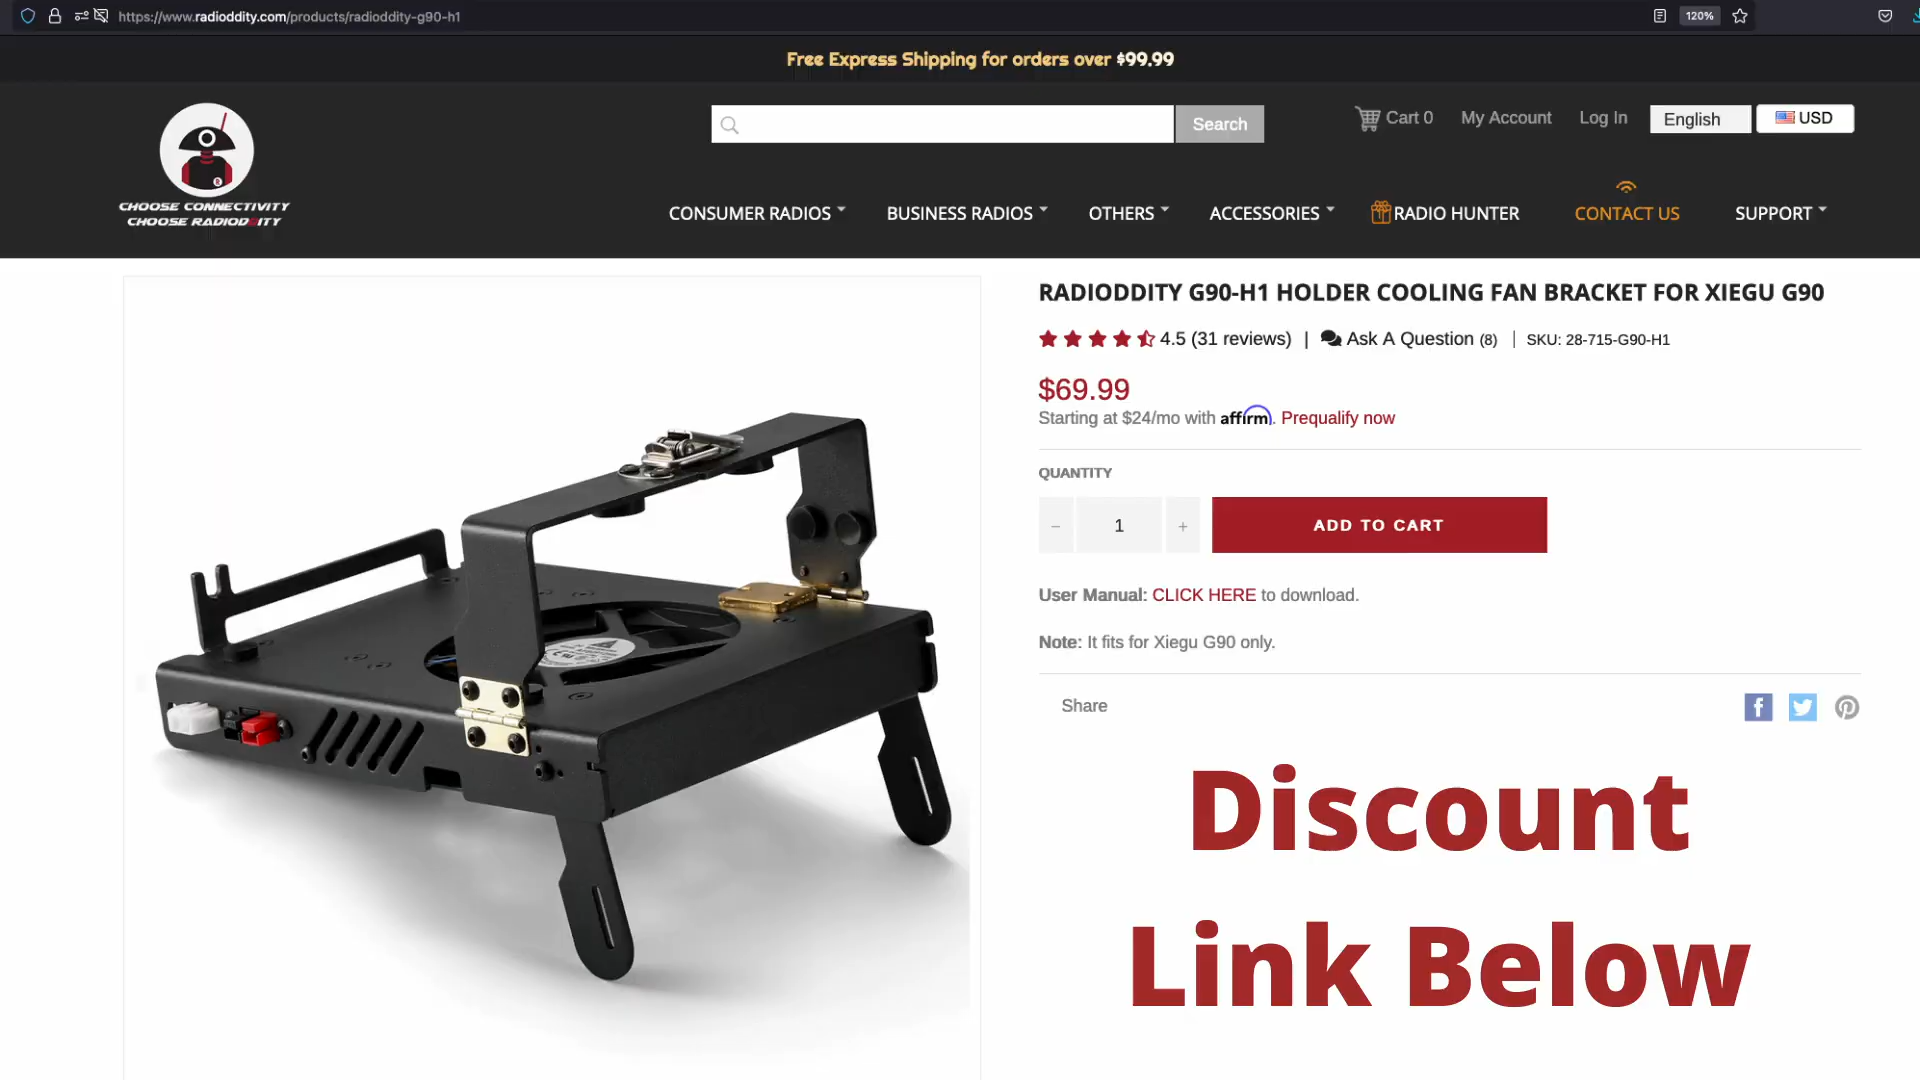 https://www.radioddity.com/products/radioddity-g90-h1
120%
Free Express Shipping for orders over $99.99
CHOOSE CONNECTIVITY
CHOOSE RADIODDITY
Search
Cart 0
My Account
Log In
English
USD
CONSUMER RADIOS
BUSINESS RADIOS
OTHERS
ACCESSORIES
RADIO HUNTER
CONTACT US
SUPPORT
RADIODDITY G90-H1 HOLDER COOLING FAN BRACKET FOR XIEGU G90
4.5 (31 reviews) | Ask A Question (8) | SKU: 28-715-G90-H1
$69.99
Starting at $24/mo with affirm. Prequalify now
QUANTITY
− 1 +
ADD TO CART
User Manual: CLICK HERE to download.
Note: It fits for Xiegu G90 only.
Share
Discount
Link Below